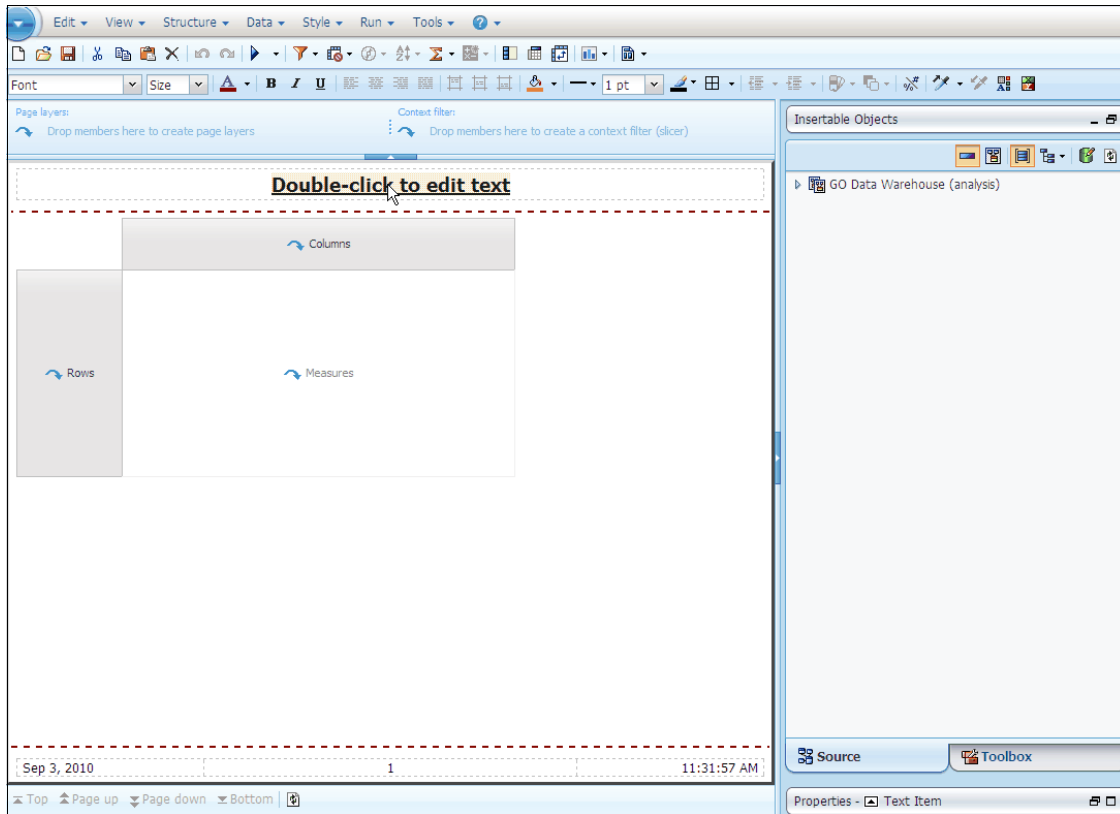 Edit View Structure Data Style Run Tools
Font Size A B I U 1 pt
Page layers: Context filter:
Drop members here to create page layers Drop members here to create a context filter (slicer)
Insertable Objects
Double-click to edit text
GO Data Warehouse (analysis)
Columns
Rows Measures
Sep 3, 2010 1 11:31:57 AM
Source Toolbox
Top Page up Page down Bottom
Properties - Text Item